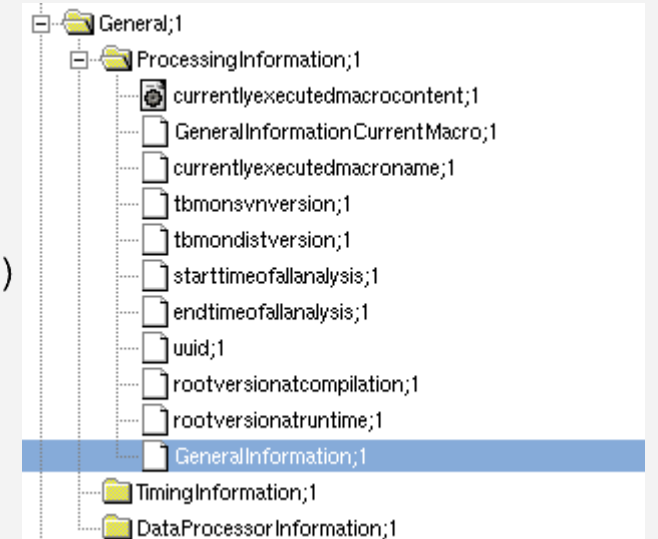 General;1
ProcessingInformation;1
currentlyexecutedmacrocontent;1
GeneralInformationCurrentMacro;1
currentlyexecutedmacroname;1
tbmonsvnversion;1
tbmondistversion;1
)
starttimeofallanalysis;1
endtimeofallanalysis;1
uuid;1
rootversionatcompilation;1
rootversionatruntime;1
GeneralInformation;1
TimingInformation;1
DataProcessorInformation;1